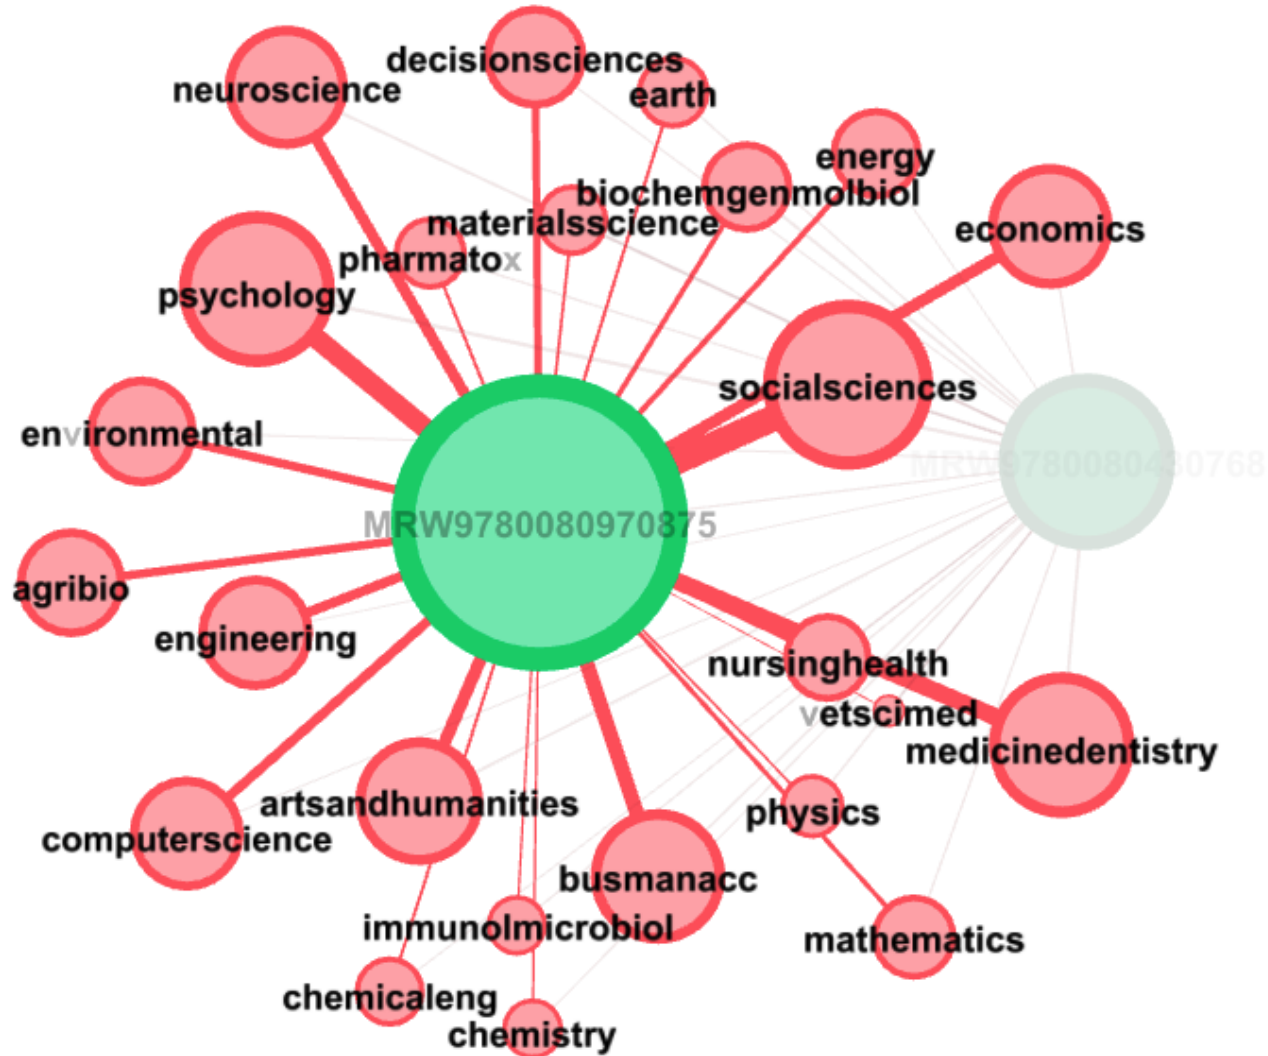 decisionsciences
neuroscience
earth
energy
biochemgenmolbiol
materialsscience
economics
pharmatox
psychology
socialsciences
environmental
MRW9780080430768
MRW9780080970875
agribio
engineering
nursinghealth
vetscimed
medicinedentistry
artsandhumanities
physics
computerscience
busmanacc
immunolmicrobiol
mathematics
chemicaleng
chemistry